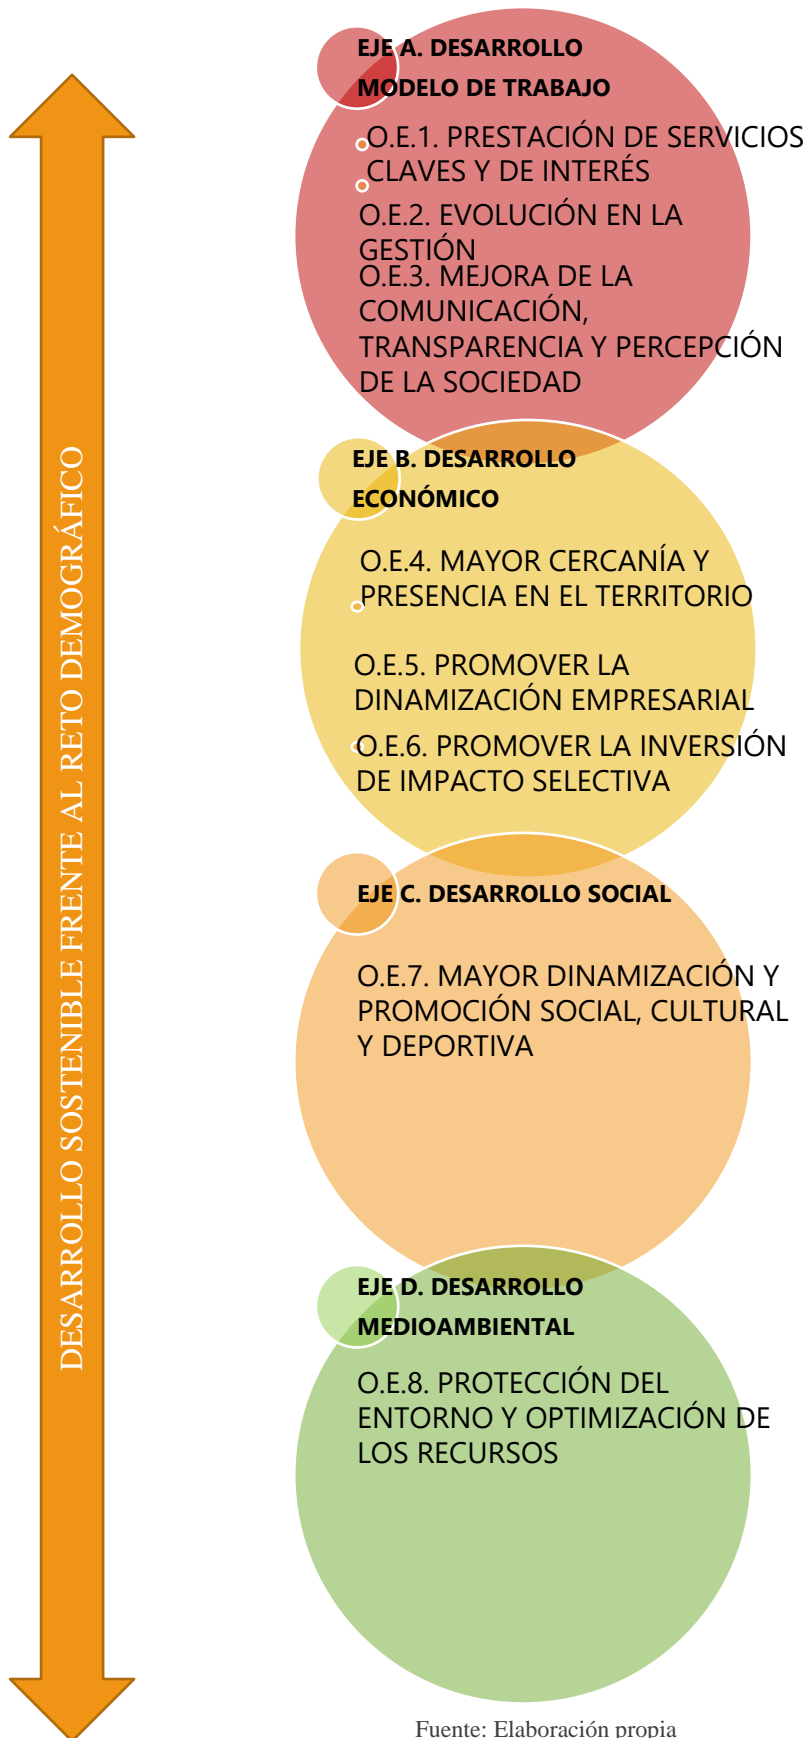 EJE A. DESARROLLO
MODELO DE TRABAJO
O.E.1. PRESTACIÓN DE SERVICIOS
CLAVES Y DE INTERÉS
O.E.2. EVOLUCIÓN EN LA
GESTIÓN
O.E.3. MEJORA DE LA
COMUNICACIÓN,
TRANSPARENCIA Y PERCEPCIÓN
DE LA SOCIEDAD
EJE B. DESARROLLO
ECONÓMICO
O.E.4. MAYOR CERCANÍA Y
PRESENCIA EN EL TERRITORIO
O.E.5. PROMOVER LA
DINAMIZACIÓN EMPRESARIAL
O.E.6. PROMOVER LA INVERSIÓN
DE IMPACTO SELECTIVA
EJE C. DESARROLLO SOCIAL
O.E.7. MAYOR DINAMIZACIÓN Y
PROMOCIÓN SOCIAL, CULTURAL
Y DEPORTIVA
EJE D. DESARROLLO
MEDIOAMBIENTAL
O.E.8. PROTECCIÓN DEL
ENTORNO Y OPTIMIZACIÓN DE
LOS RECURSOS
DESARROLLO SOSTENIBLE FRENTE AL RETO DEMOGRÁFICO
Fuente: Elaboración propia